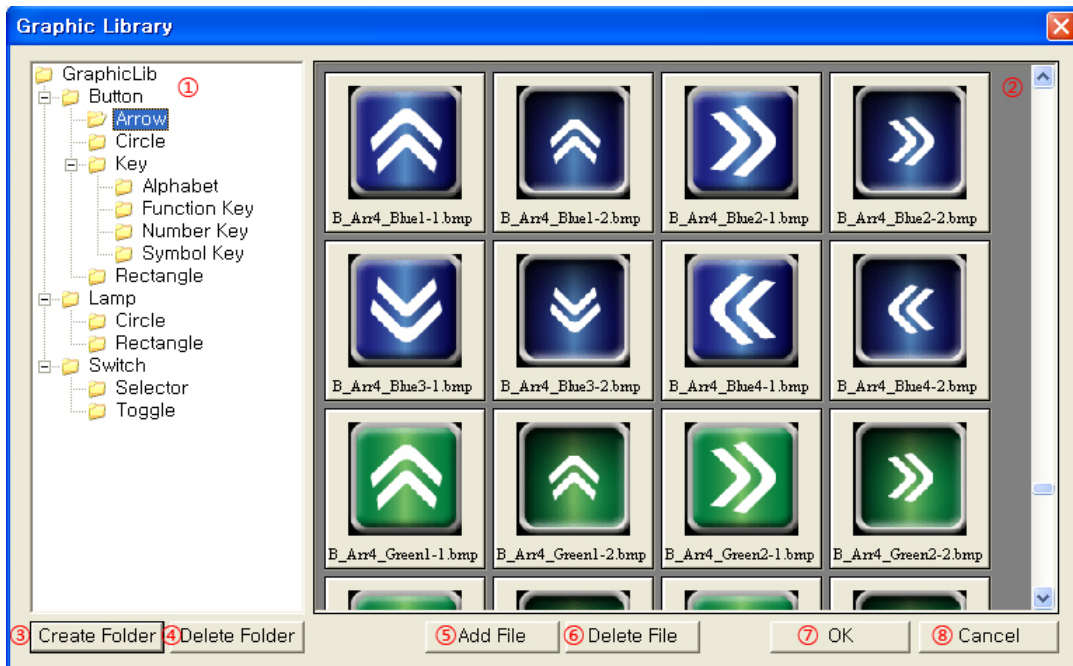 Graphic Library
GraphicLib
①
Button
Arrow
Circle
Key
Alphabet
Function Key
Number Key
Symbol Key
Rectangle
Lamp
Circle
Rectangle
Switch
Selector
Toggle
②
B_Arr4_Blue1-1.bmp B_Arr4_Blue1-2.bmp B_Arr4_Blue2-1.bmp B_Arr4_Blue2-2.bmp
B_Arr4_Blue3-1.bmp B_Arr4_Blue3-2.bmp B_Arr4_Blue4-1.bmp B_Arr4_Blue4-2.bmp
B_Arr4_Green1-1.bmp B_Arr4_Green1-2.bmp B_Arr4_Green2-1.bmp B_Arr4_Green2-2.bmp
③ Create Folder ④ Delete Folder ⑤ Add File ⑥ Delete File ⑦ OK ⑧ Cancel